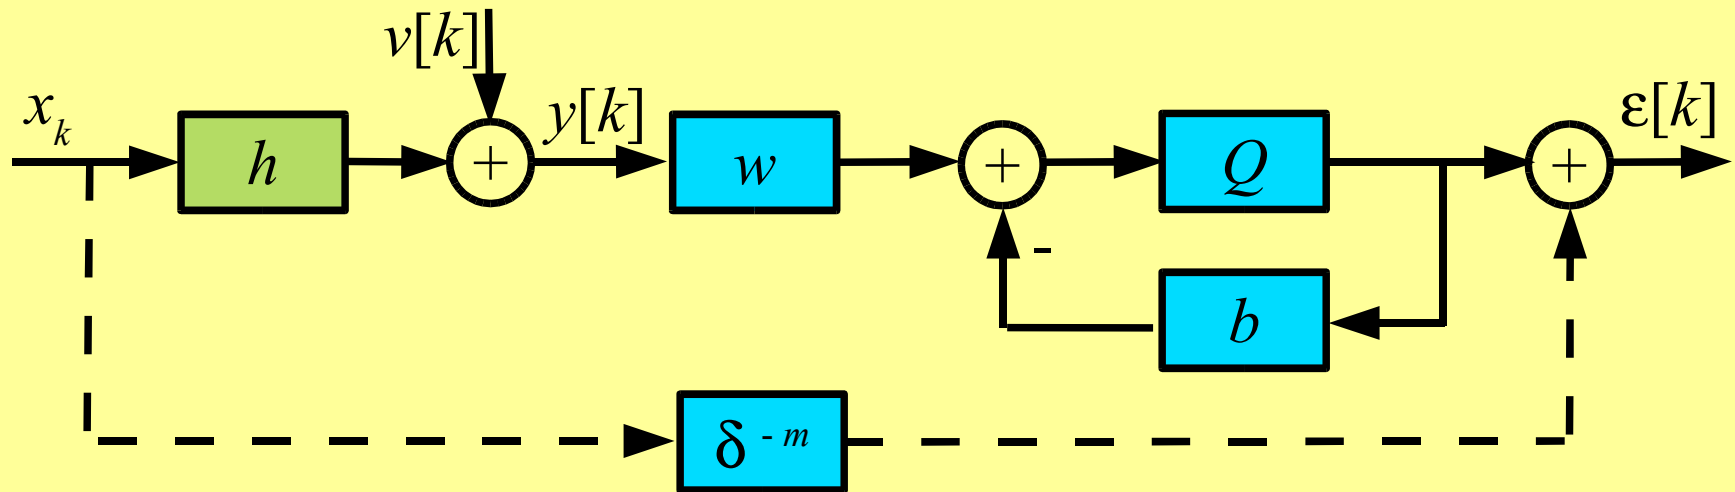 v[k]
x_k
h
+
y[k]
w
+
-
Q
b
+
ε[k]
δ^{-m}